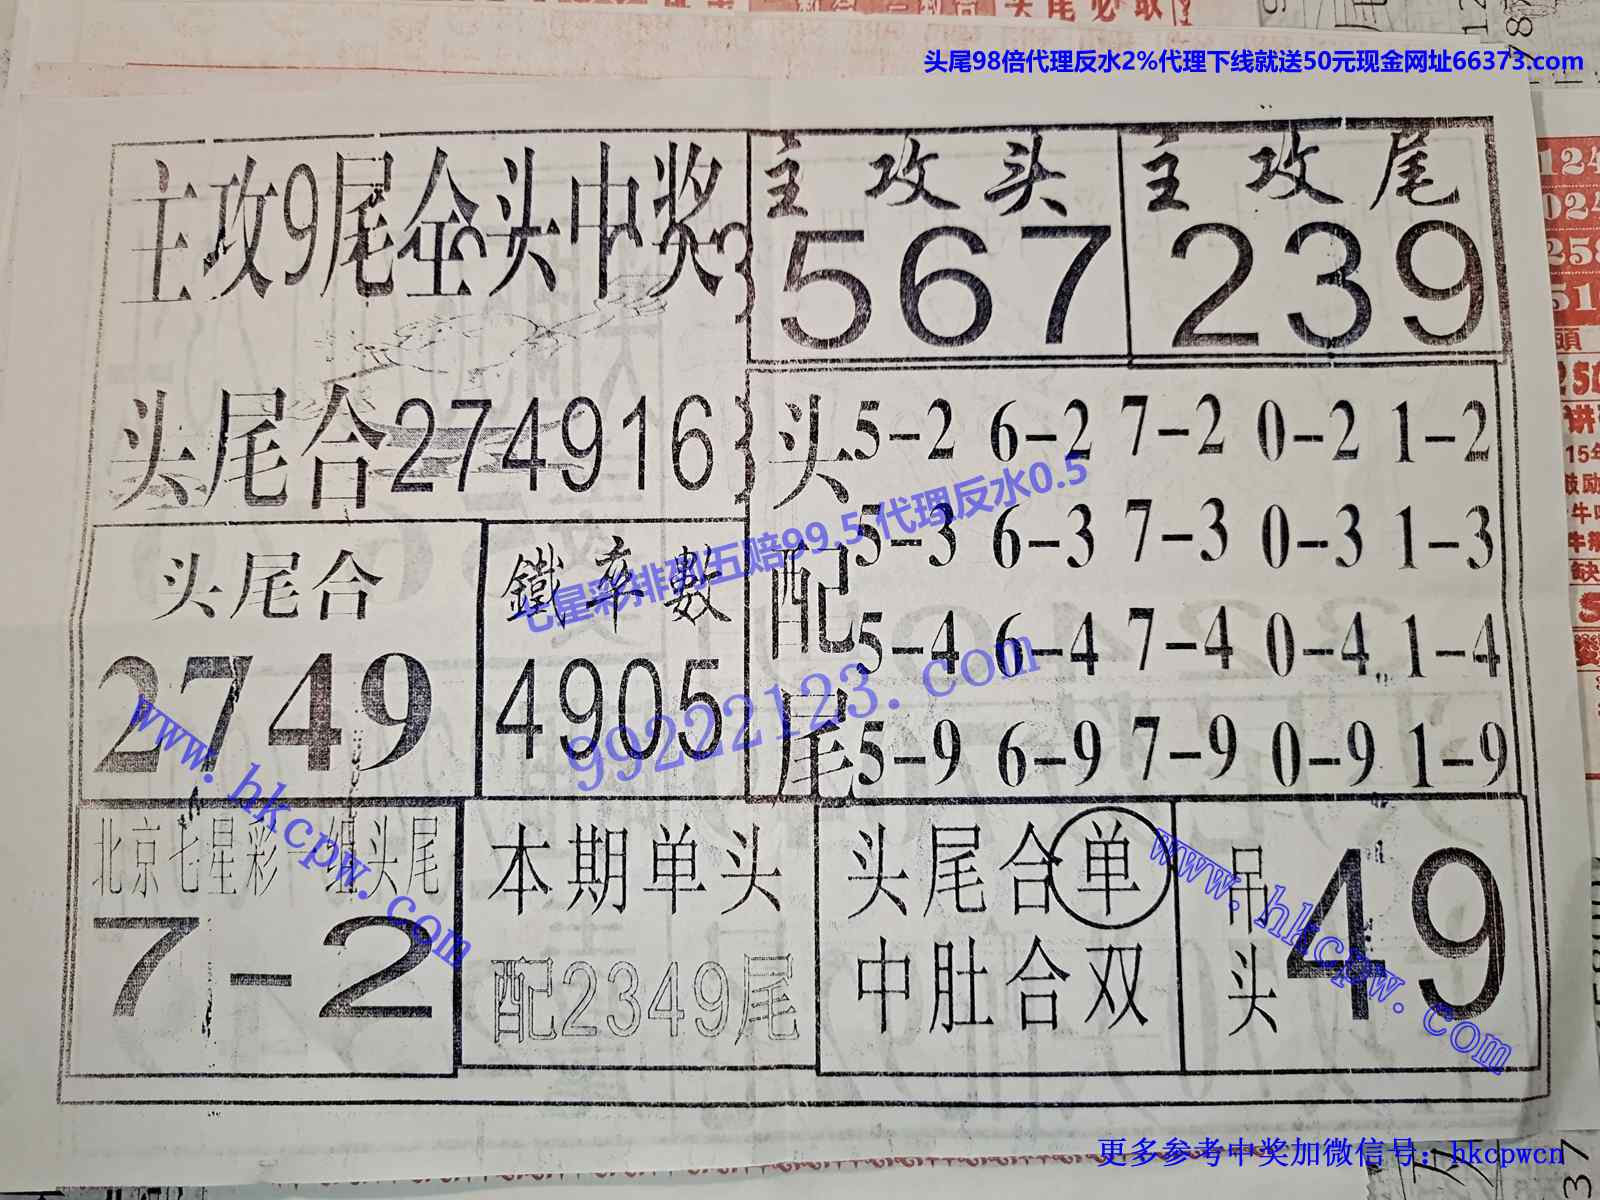 头尾必取
头尾98倍代理反水2%代理下线就送50元现金网址66373.com
主攻9尾全头中奖
主攻头
567
主攻尾
239
头尾合274916
头配尾
5-2 6-2 7-2 0-2 1-2
5-3 6-3 7-3 0-3 1-3
5-4 6-4 7-4 0-4 1-4
5-9 6-9 7-9 0-9 1-9
七星彩排列五赔99.5代理反水0.5
99222123.com
头尾合
2749
鐵率數
4905
www.hkcpw.com
北京七星彩一组头尾
7-2
本期单头
配2349尾
头尾合单
中肚合双
吊头
49
www.hkcpw.com
更多参考中奖加微信号：hkcpwcn